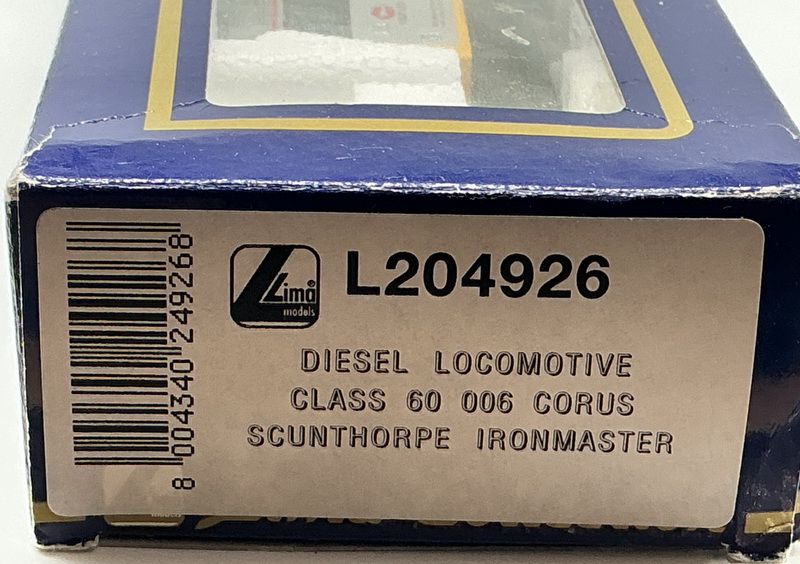 Lima®
models
L204926
DIESEL LOCOMOTIVE
CLASS 60 006 CORUS
SCUNTHORPE IRONMASTER
8 004340 249268